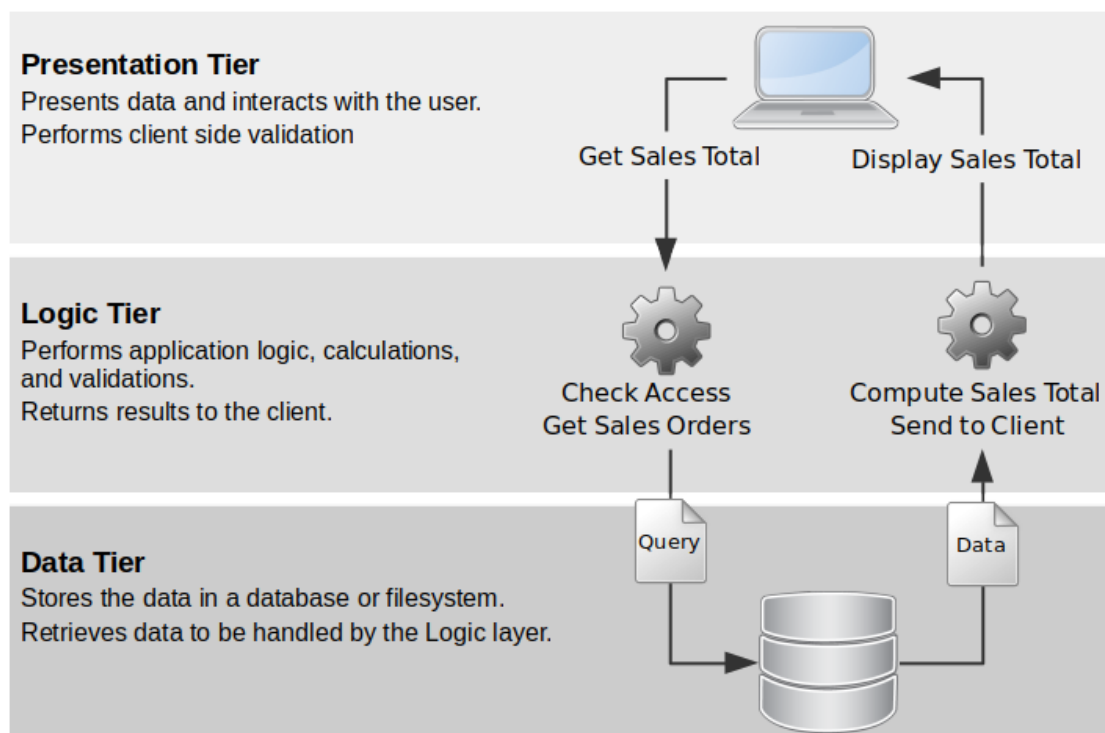 Presentation Tier
Presents data and interacts with the user.
Performs client side validation
Get Sales Total
Display Sales Total
Logic Tier
Performs application logic, calculations,
and validations.
Returns results to the client.
Check Access
Get Sales Orders
Compute Sales Total
Send to Client
Data Tier
Stores the data in a database or filesystem.
Retrieves data to be handled by the Logic layer.
Query
Data